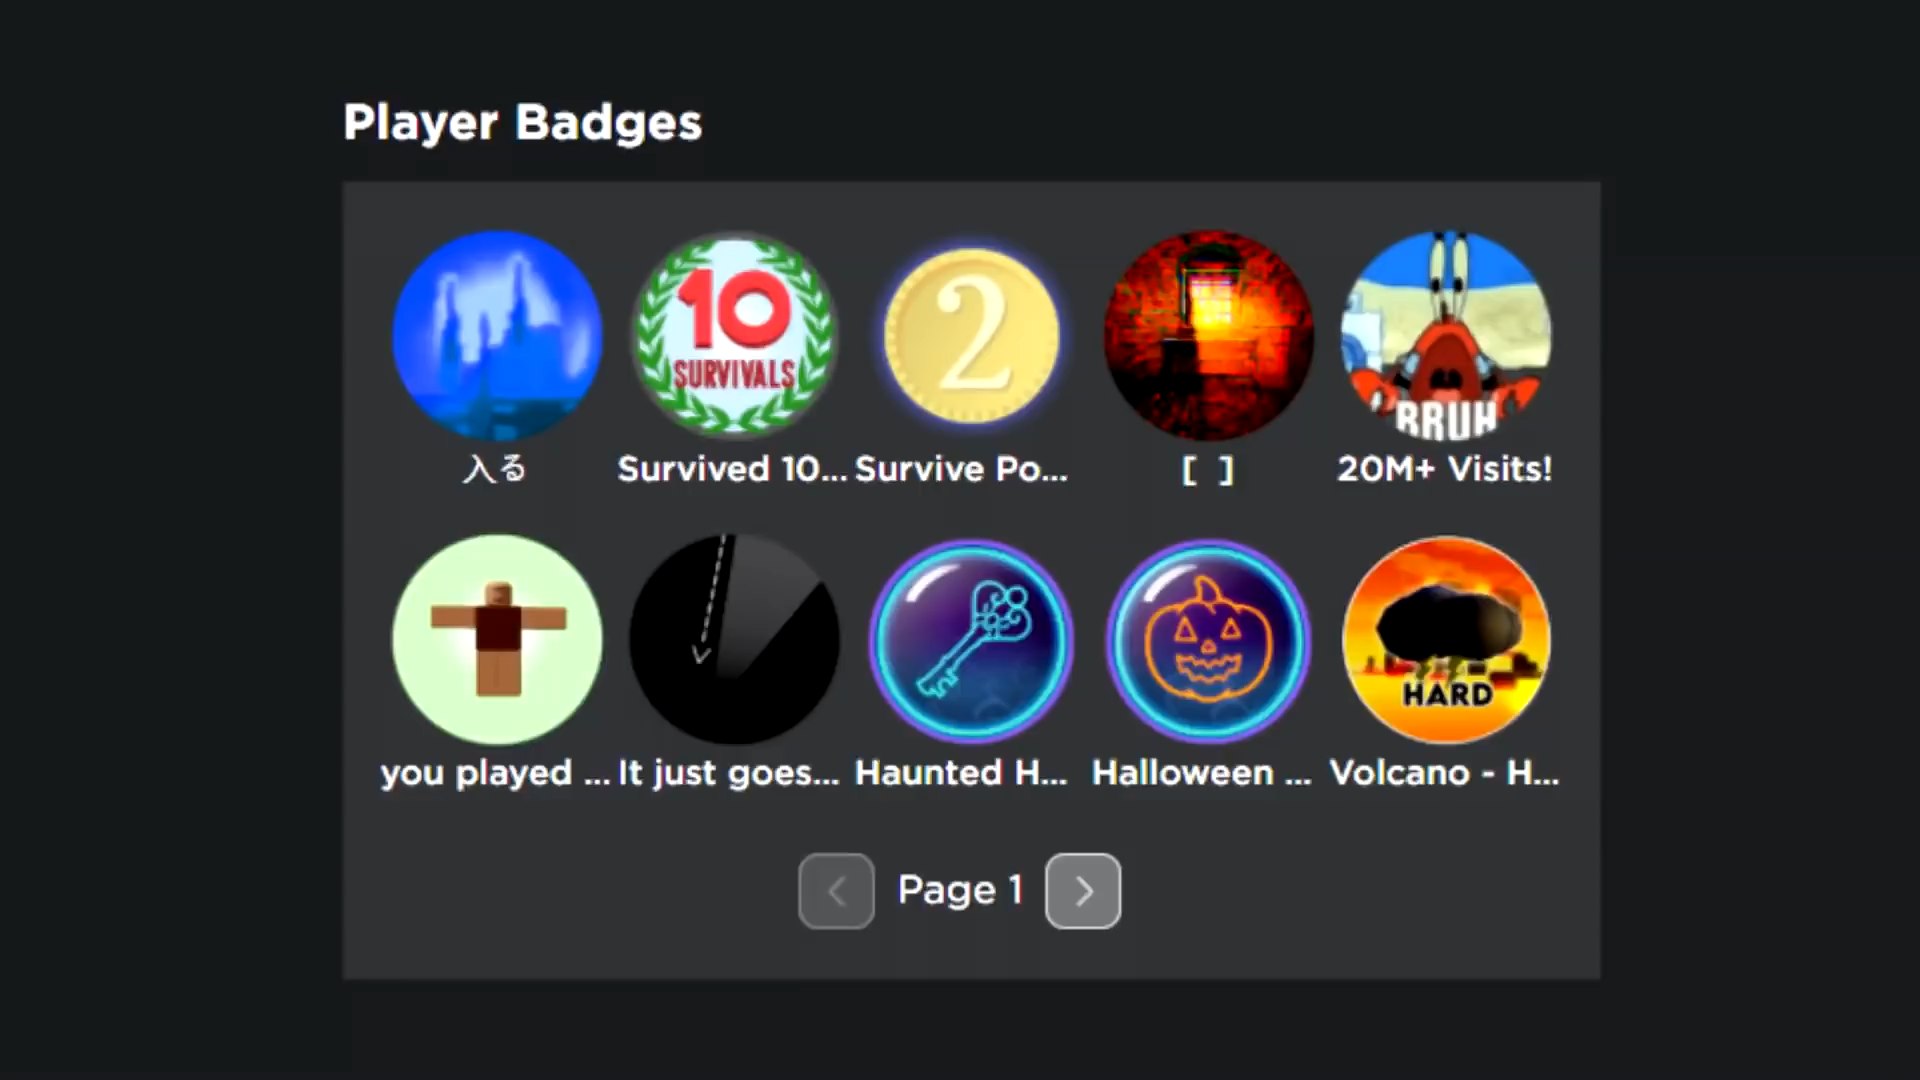 Player Badges
10
SURVIVALS
2
BRUH
入る
Survived 10...
Survive Po...
[ ]
20M+ Visits!
HARD
you played ...
It just goes...
Haunted H...
Halloween ...
Volcano - H...
Page 1